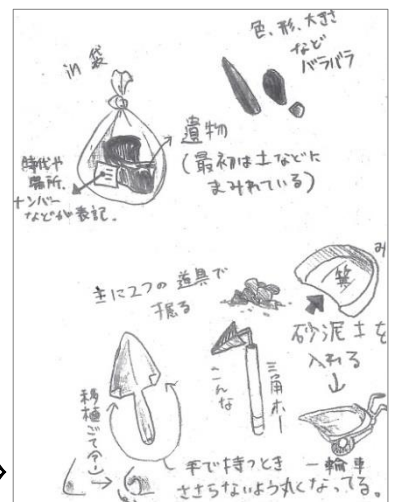 in 袋
色、形、大きさ
など
バラバラ
遺物
(最初は土などに
まみれている)
時代や
場所、
ナンバー
などが表記。
主に2つの道具で
掘る
み
箕
砂泥土を
入れる
三角ホー
こんな
移植ごて(今!)
手で持つとき
ささらないよう丸くなってる。
一輪車